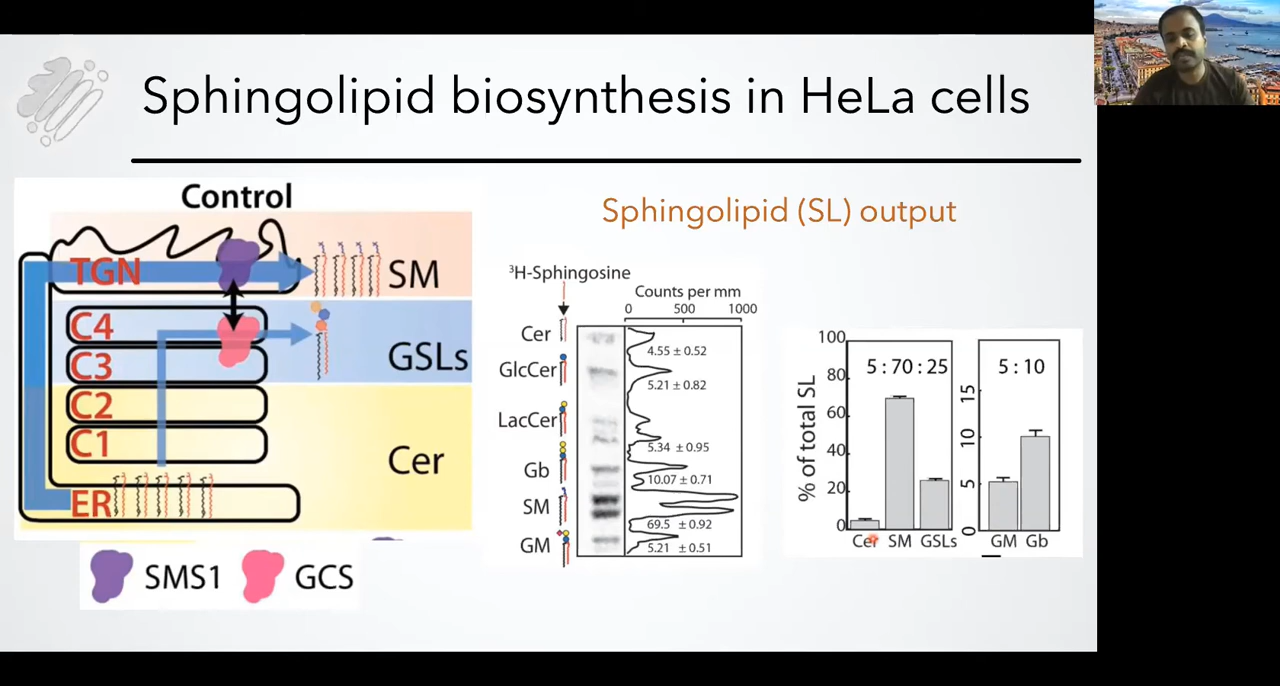 Sphingolipid biosynthesis in HeLa cells
Control
TGN
SM
C4
C3
GSLs
C2
C1
Cer
ER
SMS1
GCS
Sphingolipid (SL) output
³H-Sphingosine
Counts per mm
0 500 1000
Cer
4.55 ± 0.52
GlcCer
5.21 ± 0.82
LacCer
5.34 ± 0.95
Gb
10.07 ± 0.71
SM
69.5 ± 0.92
GM
5.21 ± 0.51
% of total SL
100
80
60
40
20
0
5 : 70 : 25
Cer SM GSLs
15
10
5
0
5 : 10
GM Gb